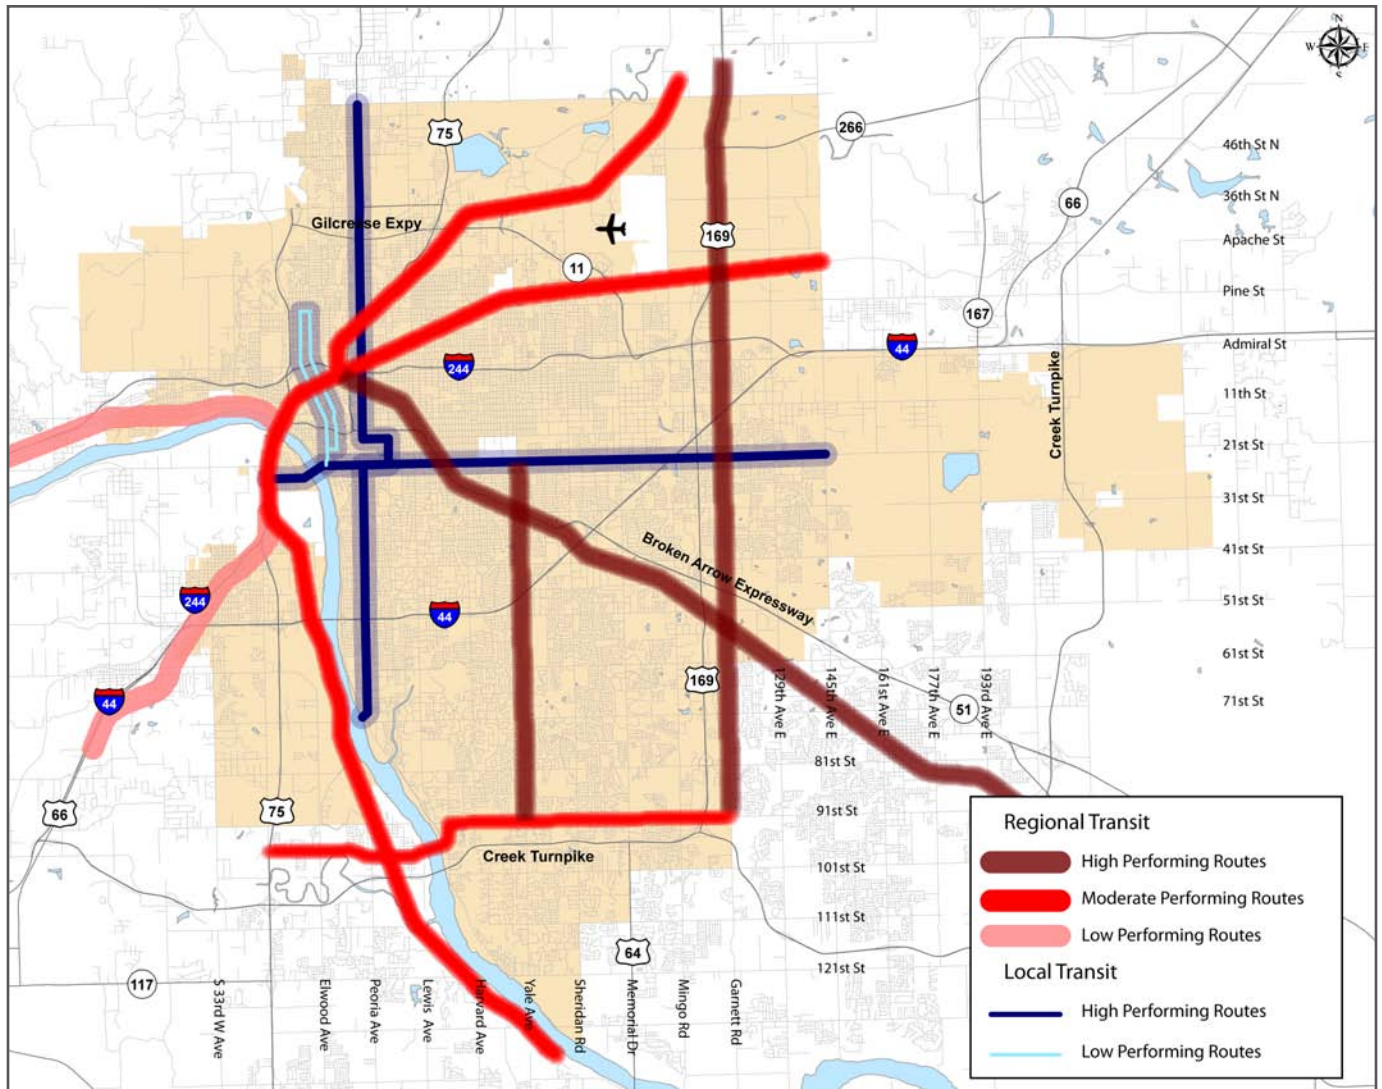 N
W E
S
75
266
46th St N
36th St N
66
Gilcrease Expy
169
Apache St
11
Pine St
167
44
Admiral St
244
Creek Turnpike
11th St
21st St
31st St
Broken Arrow Expressway
41st St
244
44
51st St
61st St
44
169
129th Ave E
145th Ave E
161st Ave E
177th Ave E
193rd Ave E
71st St
51
81st St
66
75
91st St
Creek Turnpike
101st St
111st St
64
121st St
117
S 33rd W Ave
Elwood Ave
Peoria Ave
Lewis Ave
Harvard Ave
Yale Ave
Sheridan Rd
Memorial Dr
Mingo Rd
Garnett Rd
Regional Transit
High Performing Routes
Moderate Performing Routes
Low Performing Routes
Local Transit
High Performing Routes
Low Performing Routes